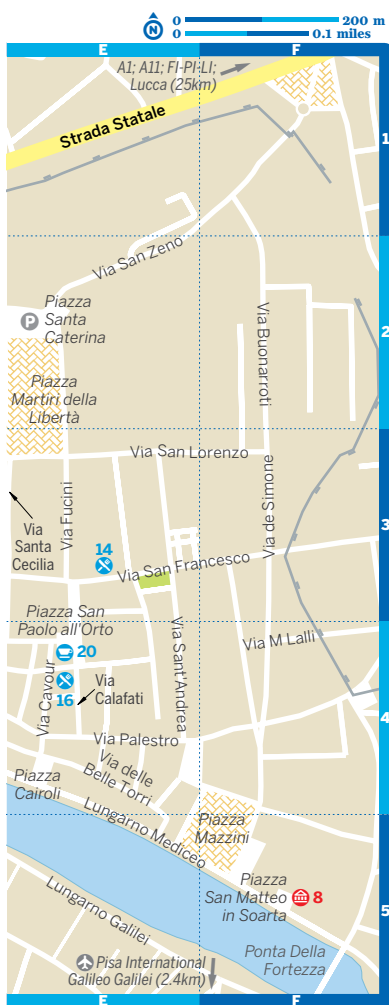 N
0 200 m
0 0.1 miles
E F
A1; A11; FI-PI-LI;
Lucca (25km)
Strada Statale
1
Via San Zeno
Piazza
Santa
Caterina
P
Via Buonarroti
2
Piazza
Martiri della
Libertà
Via San Lorenzo
Via Fucini
Via de Simone
3
Via
Santa
Cecilia
14
Via San Francesco
Piazza San
Paolo all'Orto
Via M Lalli
20
Via Sant'Andrea
Via Cavour
16
Via
Calafati
4
Via Palestro
Via delle
Belle Torri
Piazza
Cairoli
Lungarno Mediceo
Piazza
Mazzini
Piazza
San Matteo
in Soarta
8
5
Lungarno Galilei
Ponta Della
Fortezza
Pisa International
Galileo Galilei (2.4km)
E F